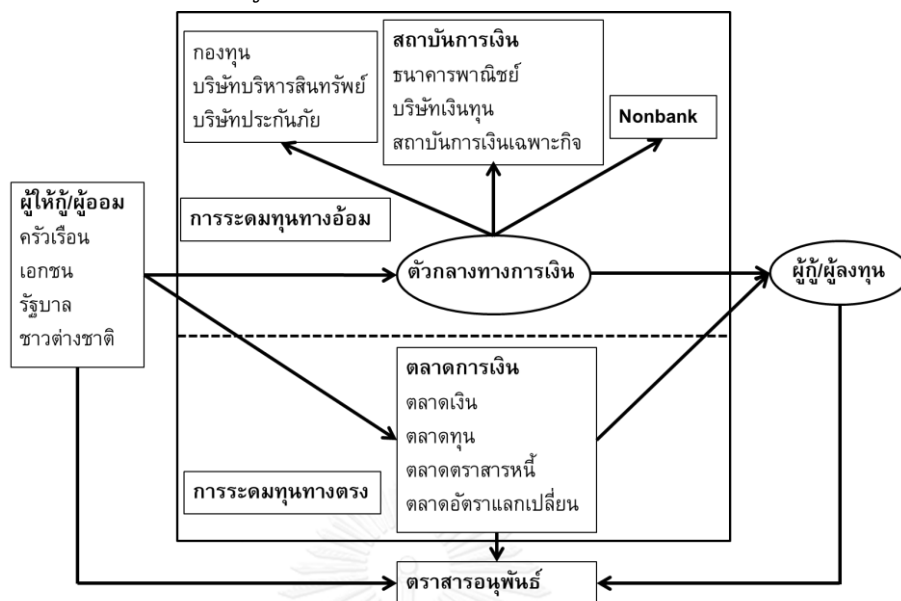 กองทุน
บริษัทบริหารสินทรัพย์
บริษัทประกันภัย
สถาบันการเงิน
ธนาคารพาณิชย์
บริษัทเงินทุน
สถาบันการเงินเฉพาะกิจ
Nonbank
ผู้ให้กู้/ผู้ออม
ครัวเรือน
เอกชน
รัฐบาล
ชาวต่างชาติ
การระดมทุนทางอ้อม
ตัวกลางทางการเงิน
ผู้กู้/ผู้ลงทุน
ตลาดการเงิน
ตลาดเงิน
ตลาดทุน
ตลาดตราสารหนี้
ตลาดอัตราแลกเปลี่ยน
การระดมทุนทางตรง
ตราสารอนุพันธ์